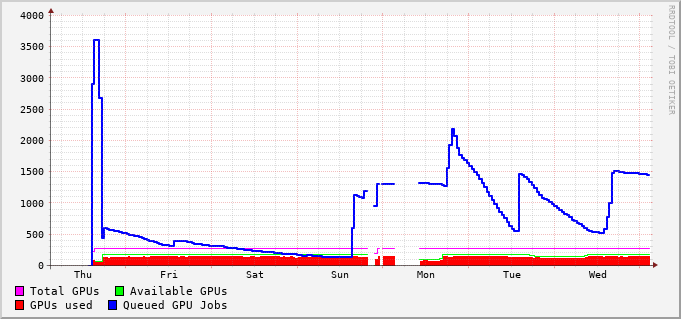 4000
3500
3000
2500
2000
1500
1000
500
0
Thu Fri Sat Sun Mon Tue Wed
Total GPUs Available GPUs
GPUs used Queued GPU Jobs
RRDTOOL / TOBI OETIKER